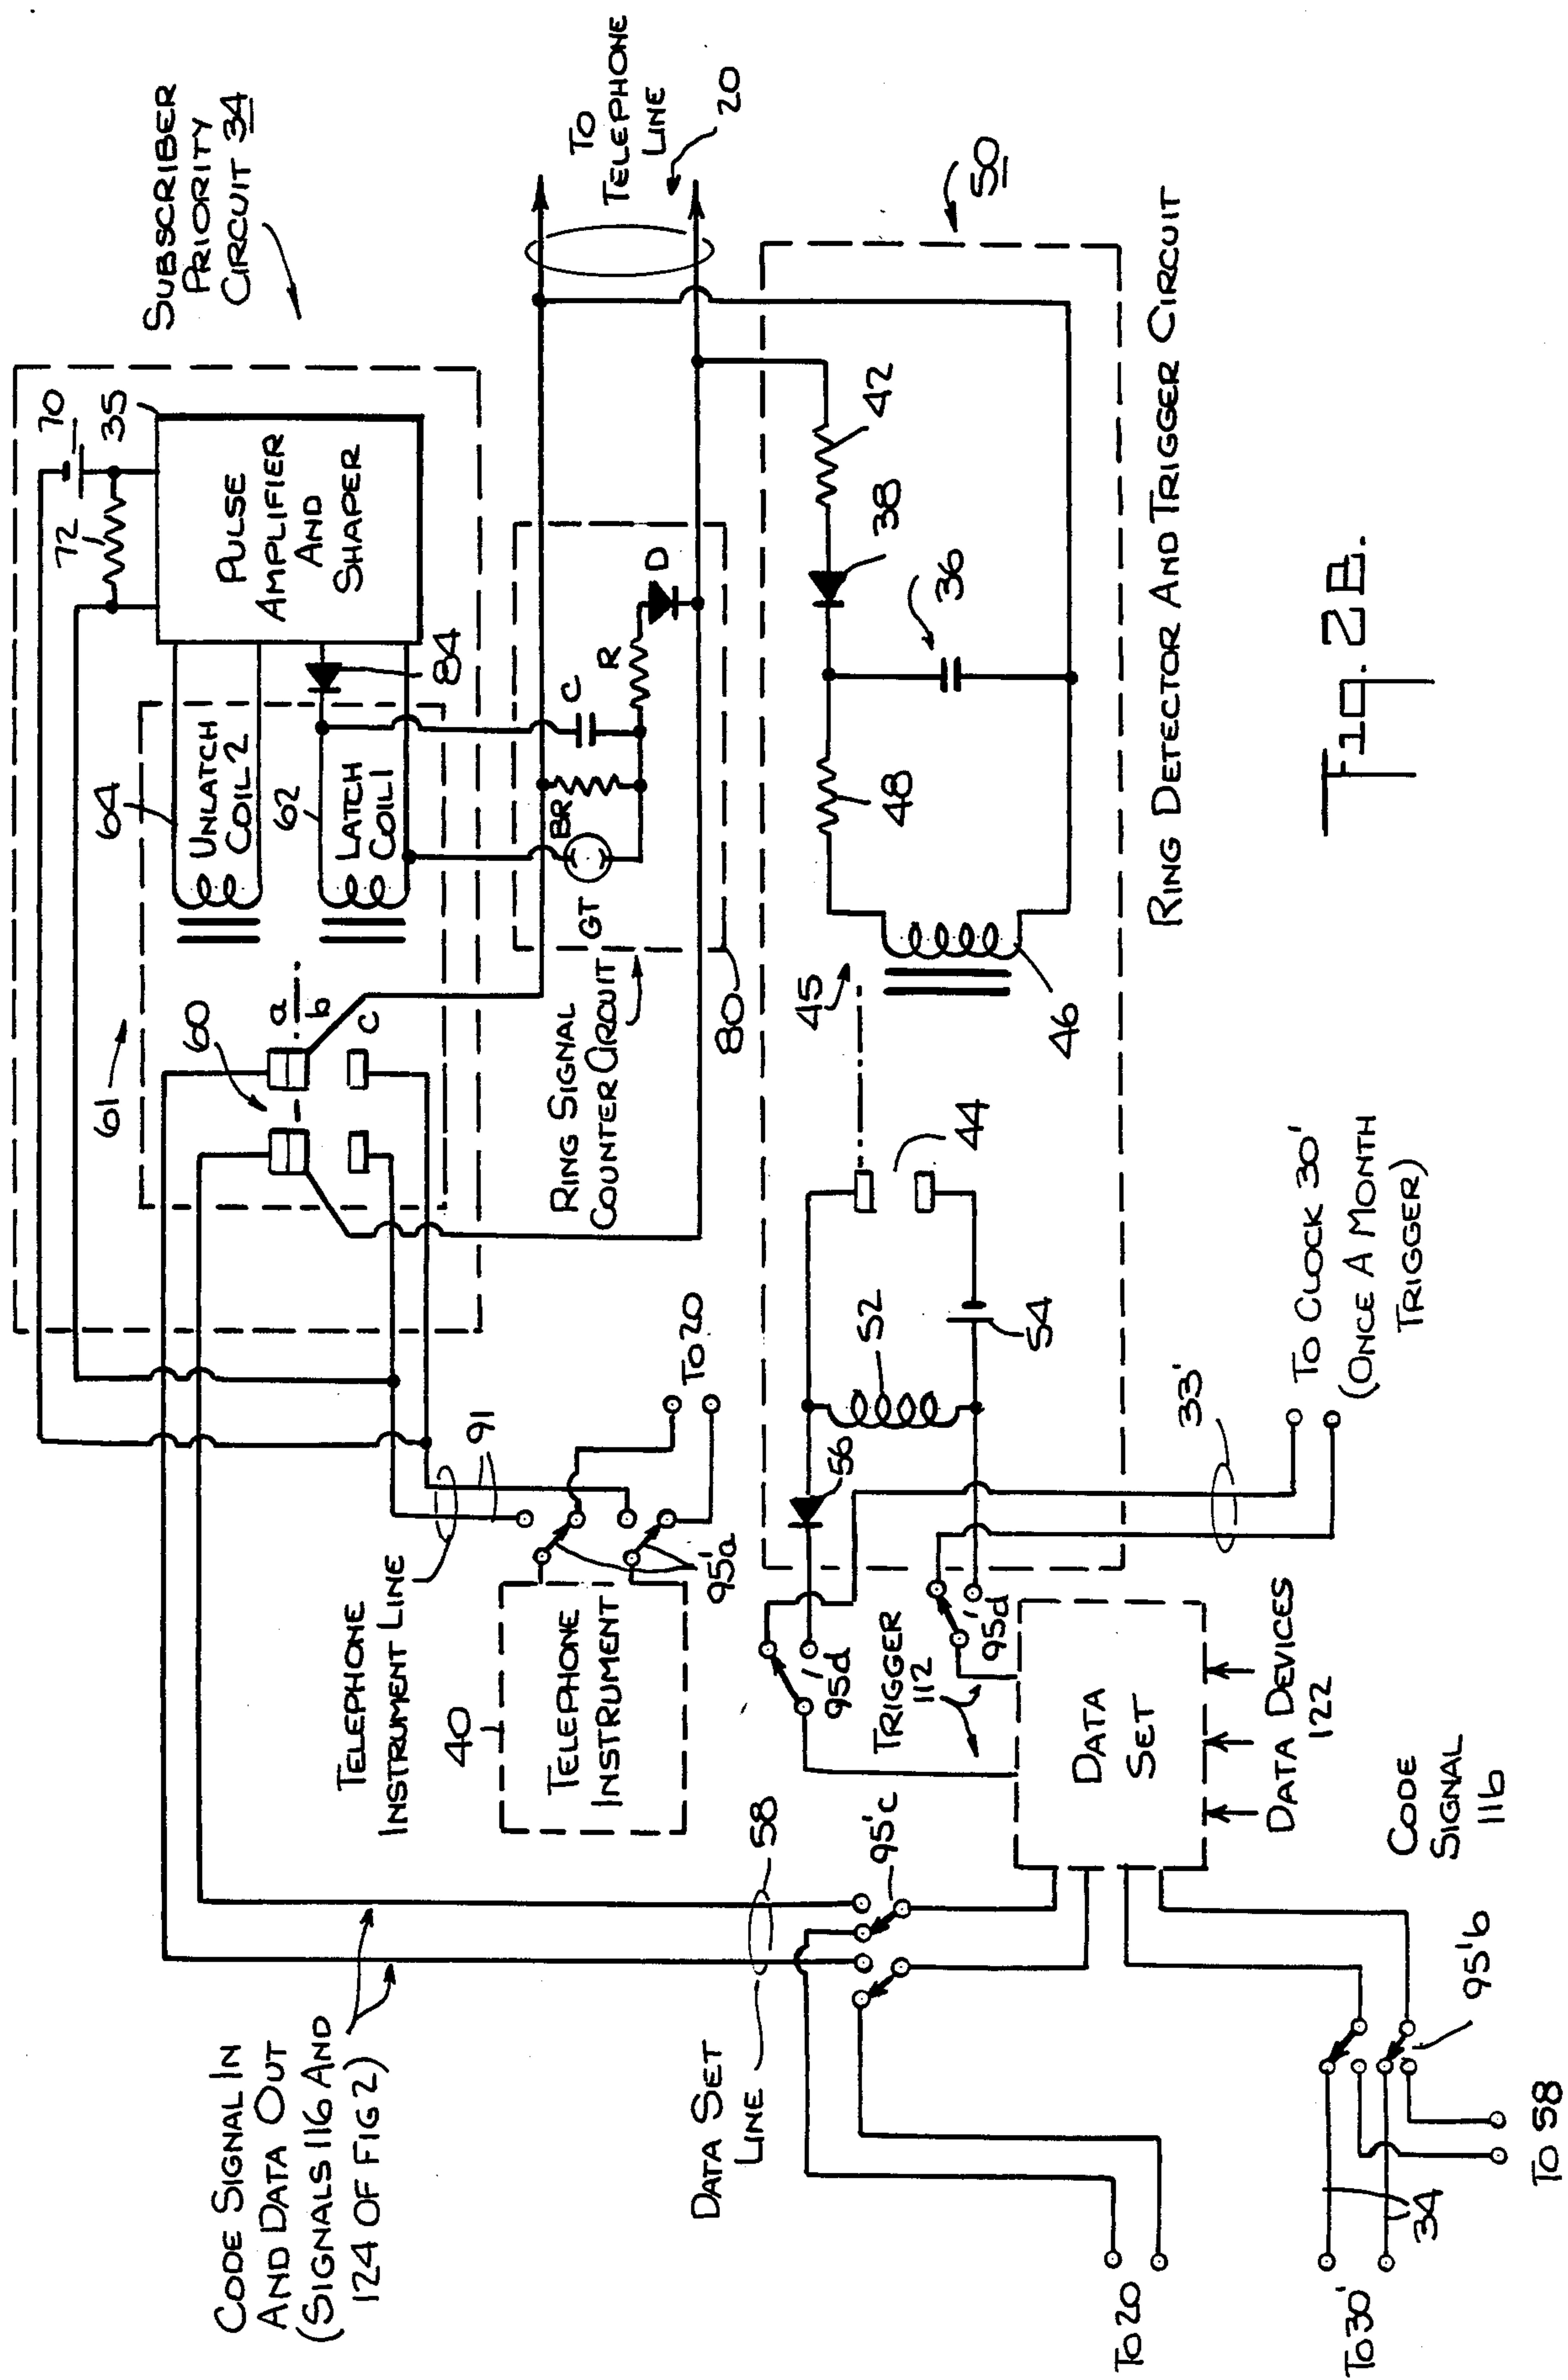 SUBSCRIBER
PRIORITY
CIRCUIT 34
70
35
72
PULSE
AMPLIFIER
AND
SHAPER
84
64
UNLATCH
COIL 2
62
LATCH
COIL 1
61
60
a
b
c
TO
TELEPHONE
LINE
20
RING SIGNAL
COUNTER CIRCUIT
80
GT
BR
C
R
D
50
42
38
36
48
45
46
44
52
54
56
RING DETECTOR AND TRIGGER CIRCUIT
33'
TO CLOCK 30'
(ONCE A MONTH
TRIGGER)
TO 20
91
95'a
TELEPHONE
INSTRUMENT LINE
40
TELEPHONE
INSTRUMENT
95'd
95'd
TRIGGER
112
DATA
SET
DATA DEVICES
122
CODE
SIGNAL
116
95'b
95'c
58
DATA SET
LINE
CODE SIGNAL IN
AND DATA OUT
(SIGNALS 116 AND
124 OF FIG 2)
TO 20
TO 30'
34
TO 58
FIG. 2B.